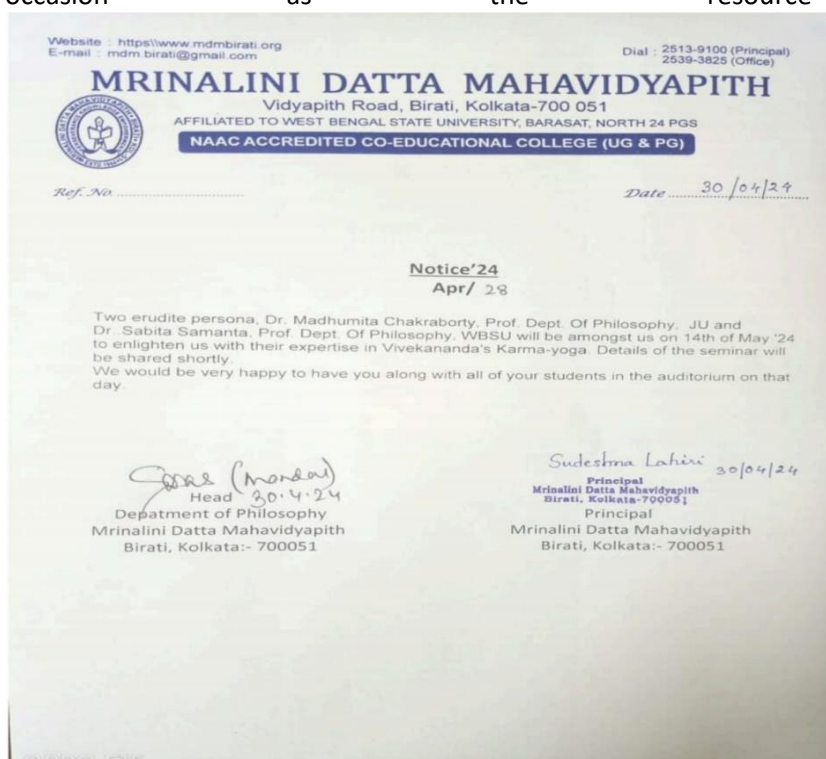 occasion as the resource
Website : https\\www.mdmbirati.org
E-mail : mdm.birati@gmail.com
Dial : 2513-9100 (Principal)
2539-3825 (Office)
MRINALINI DATTA MAHAVIDYAPITH
Vidyapith Road, Birati, Kolkata-700 051
AFFILIATED TO WEST BENGAL STATE UNIVERSITY, BARASAT, NORTH 24 PGS
NAAC ACCREDITED CO-EDUCATIONAL COLLEGE (UG & PG)
Ref. No.
Date 30/04/24
Notice'24
Apr/ 28
Two erudite persona, Dr. Madhumita Chakraborty, Prof. Dept. Of Philosophy, JU and
Dr. Sabita Samanta, Prof. Dept. Of Philosophy, WBSU will be amongst us on 14th of May '24
to enlighten us with their expertise in Vivekananda's Karma-yoga. Details of the seminar will
be shared shortly.
We would be very happy to have you along with all of your students in the auditorium on that
day.
(Mondal)
Head 30.4.24
Depatment of Philosophy
Mrinalini Datta Mahavidyapith
Birati, Kolkata:- 700051
Sudeshna Lahiri 30/04/24
Principal
Mrinalini Datta Mahavidyapith
Birati, Kolkata-700051
Principal
Mrinalini Datta Mahavidyapith
Birati, Kolkata:- 700051